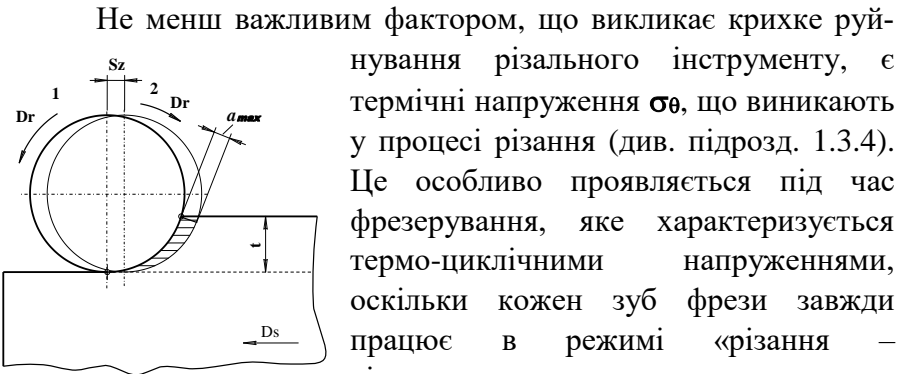 Не менш важливим фактором, що викликає крихке руй-
нування різального інструменту, є
термічні напруження σθ, що виникають
у процесі різання (див. підрозд. 1.3.4).
Це особливо проявляється під час
фрезерування, яке характеризується
термо-циклічними напруженнями,
оскільки кожен зуб фрези завжди
працює в режимі «різання –
Sz
1
2
Dr
Dr
a max
t
Ds